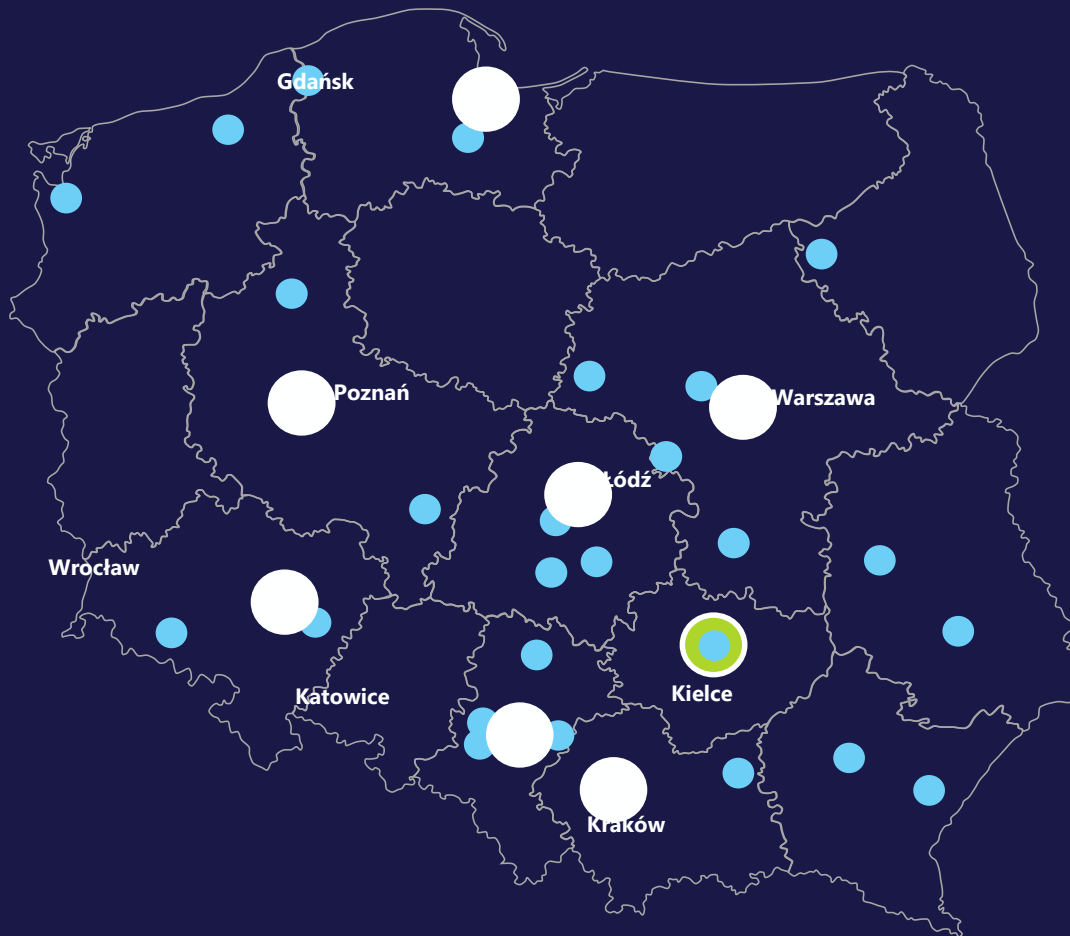 Gdańsk
Poznań
Warszawa
Łódź
Wrocław
Kielce
Katowice
Kraków